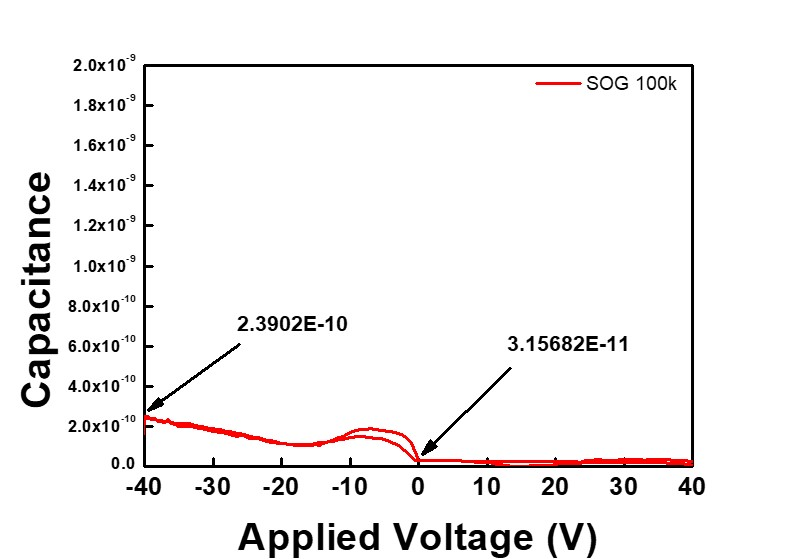 2.0x10⁻⁹
1.8x10⁻⁹
1.6x10⁻⁹
1.4x10⁻⁹
1.2x10⁻⁹
1.0x10⁻⁹
8.0x10⁻¹⁰
6.0x10⁻¹⁰
4.0x10⁻¹⁰
2.0x10⁻¹⁰
0.0
Capacitance
SOG 100k
2.3902E-10
3.15682E-11
-40 -30 -20 -10 0 10 20 30 40
Applied Voltage (V)